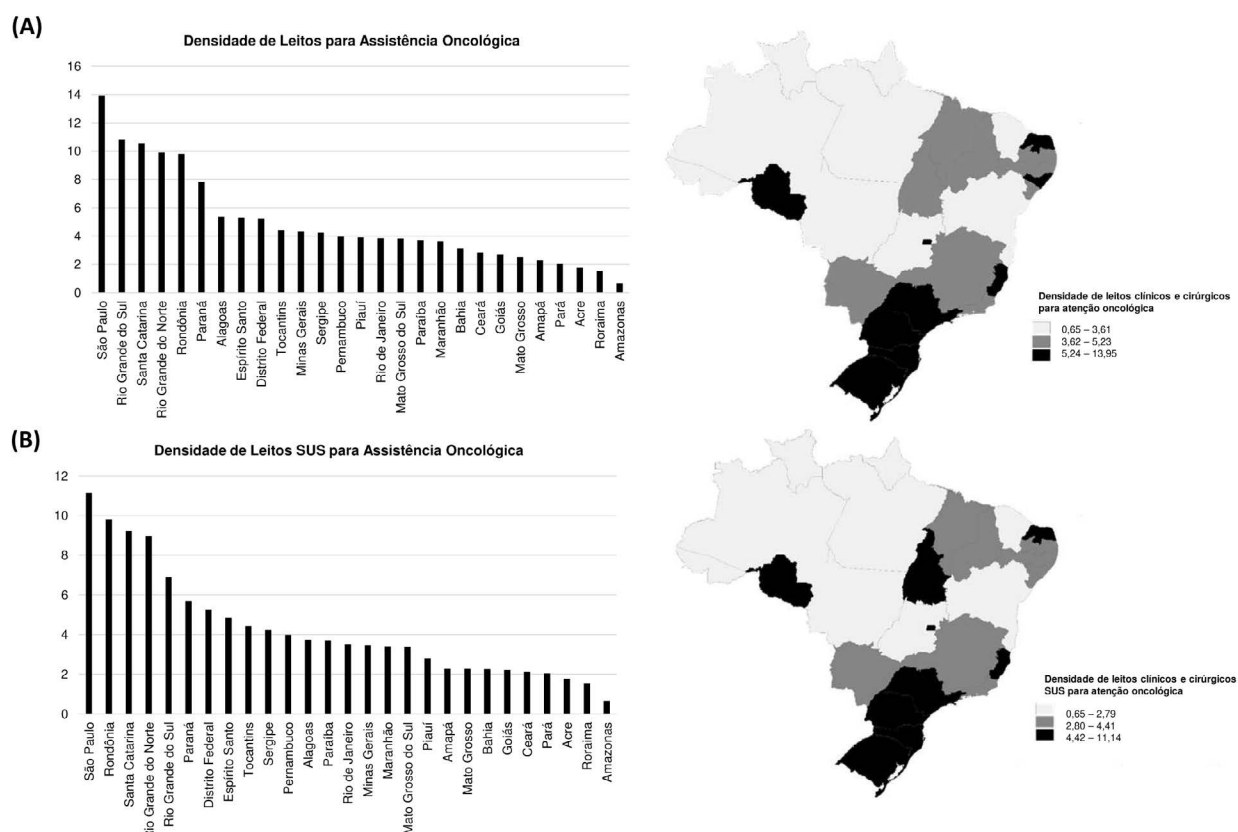 (A)
Densidade de Leitos para Assistência Oncológica
16
14
12
10
8
6
4
2
0
São Paulo
Rio Grande do Sul
Santa Catarina
Rio Grande do Norte
Rondônia
Paraná
Alagoas
Espírito Santo
Distrito Federal
Tocantins
Minas Gerais
Sergipe
Pernambuco
Piauí
Rio de Janeiro
Mato Grosso do Sul
Paraiba
Maranhão
Bahia
Ceará
Goiás
Mato Grosso
Amapá
Pará
Acre
Roraima
Amazonas
Densidade de leitos clínicos e cirúrgicos
para atenção oncológica
0,65 – 3,61
3,62 – 5,23
5,24 – 13,95
(B)
Densidade de Leitos SUS para Assistência Oncológica
12
10
8
6
4
2
0
São Paulo
Rondônia
Santa Catarina
Rio Grande do Norte
Rio Grande do Sul
Paraná
Distrito Federal
Espírito Santo
Tocantins
Sergipe
Pernambuco
Alagoas
Paraiba
Rio de Janeiro
Minas Gerais
Maranhão
Mato Grosso do Sul
Piauí
Amapá
Mato Grosso
Bahia
Goiás
Ceará
Pará
Acre
Roraima
Amazonas
Densidade de leitos clínicos e cirúrgicos
SUS para atenção oncológica
0,65 – 2,79
2,80 – 4,41
4,42 – 11,14